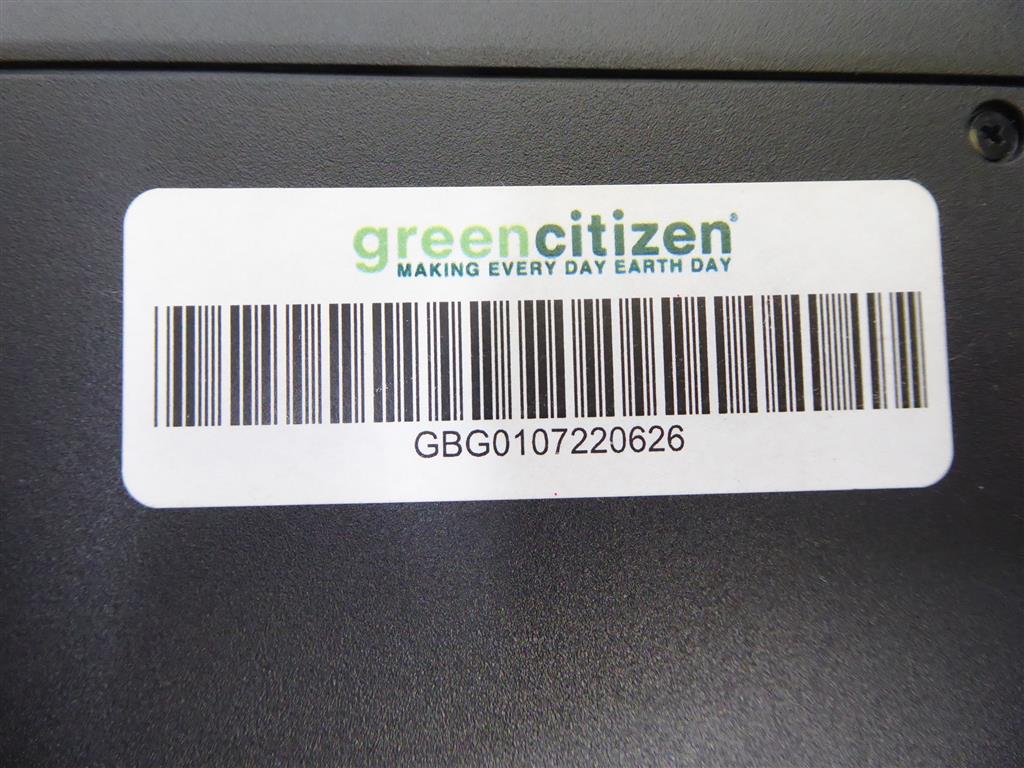 greencitizen®
MAKING EVERY DAY EARTH DAY
GBG0107220626